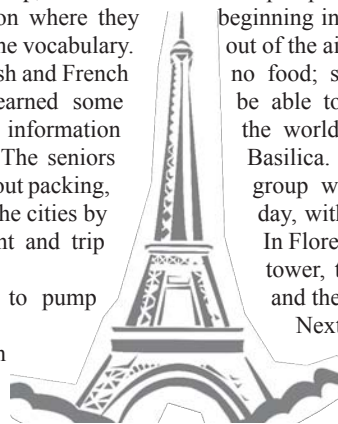 on where they
he vocabulary.
sh and French
earned some
information
The seniors
out packing,
he cities by
nt and trip
to pump
n
beginning in
out of the ai
no food; s
be able to
the world
Basilica.
group w
day, with
In Flore
tower, t
and the
Next